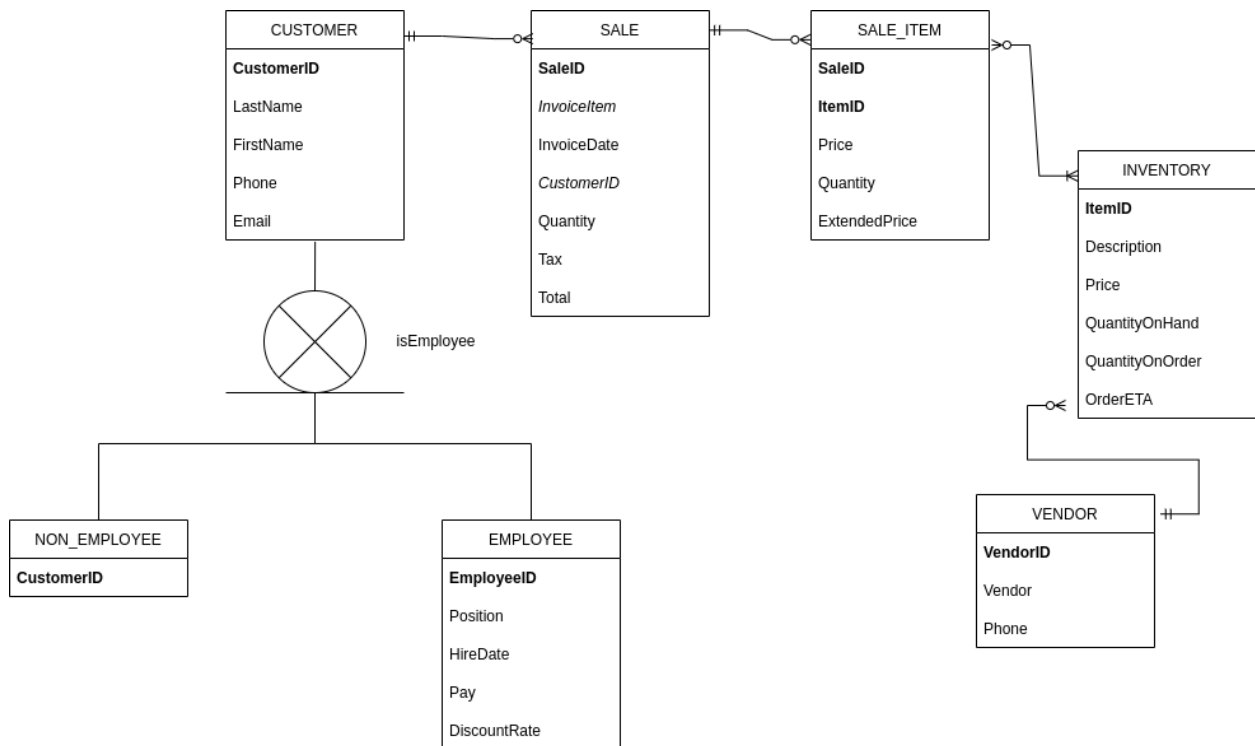 CUSTOMER
CustomerID
LastName
FirstName
Phone
Email
SALE
SaleID
InvoiceItem
InvoiceDate
CustomerID
Quantity
Tax
Total
SALE_ITEM
SaleID
ItemID
Price
Quantity
ExtendedPrice
INVENTORY
ItemID
Description
Price
QuantityOnHand
QuantityOnOrder
OrderETA
isEmployee
NON_EMPLOYEE
CustomerID
EMPLOYEE
EmployeeID
Position
HireDate
Pay
DiscountRate
VENDOR
VendorID
Vendor
Phone